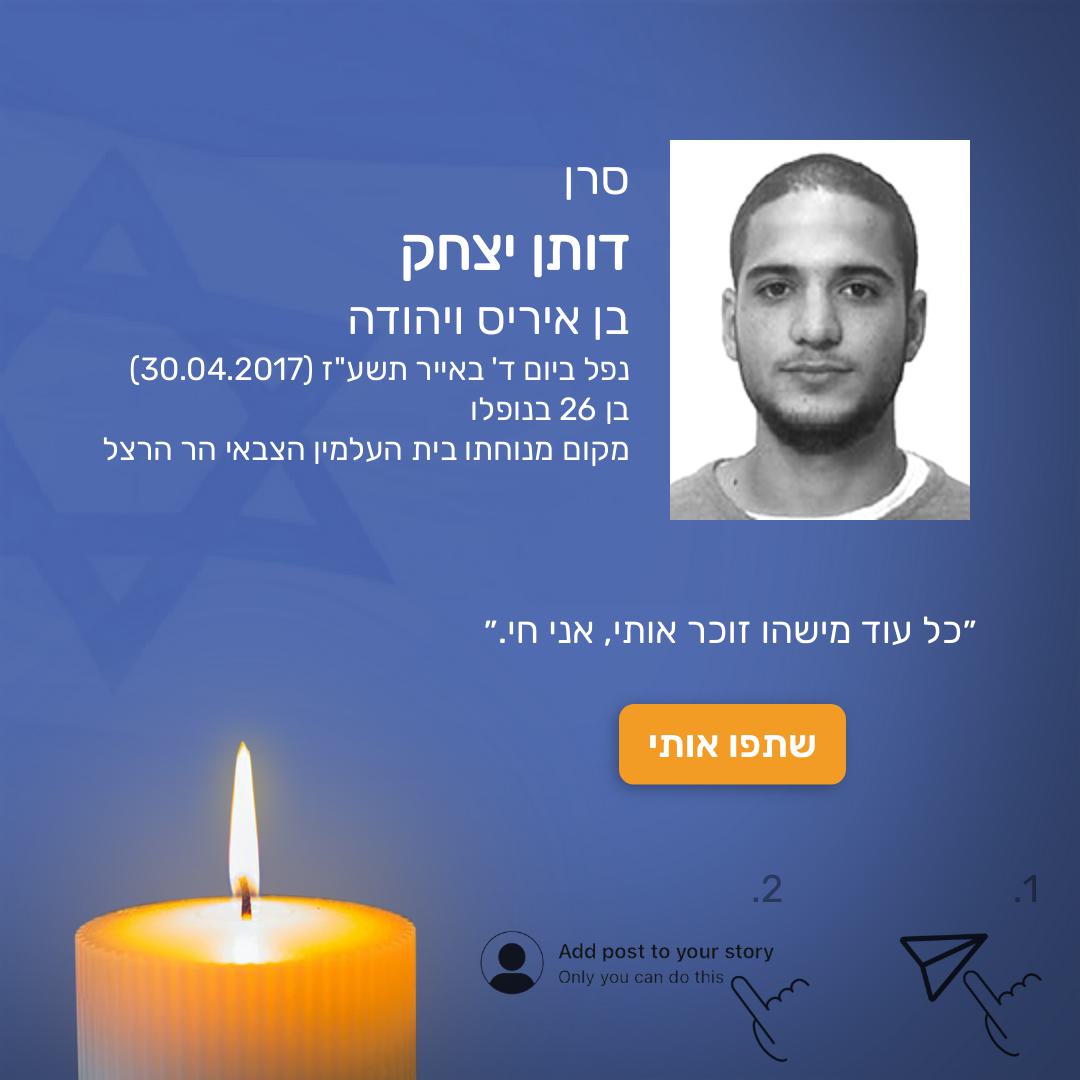 סרן
דותן יצחק
בן איריס ויהודה
נפל ביום ד' באייר תשע"ז (30.04.2017)
בן 26 בנופלו
מקום מנוחתו בית העלמין הצבאי הר הרצל
״כל עוד מישהו זוכר אותי, אני חי.״
שתפו אותי
1.
2.
Add post to your story
Only you can do this